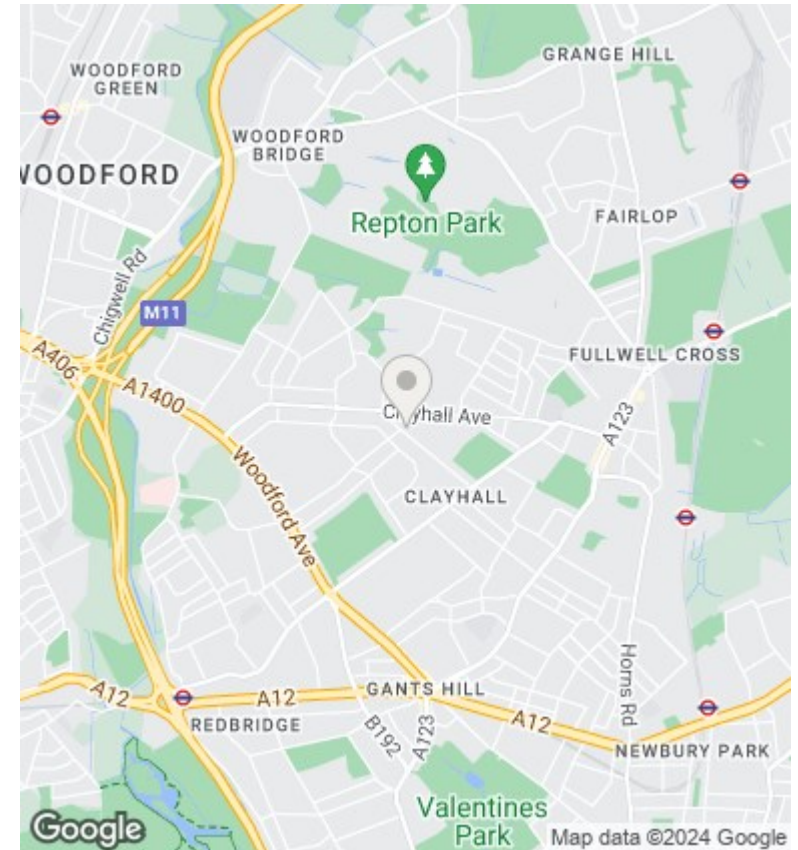 GRANGE HILL
WOODFORD
GREEN
WOODFORD
BRIDGE
WOODFORD
Repton Park
FAIRLOP
Chigwell Rd
M11
A406
FULLWELL CROSS
A1400
Clayhall Ave
A123
Woodford Ave
CLAYHALL
Horns Rd
A12
A12
GANTS HILL
REDBRIDGE
B192
A123
A12
NEWBURY PARK
Valentines
Park
Google
Map data ©2024 Google